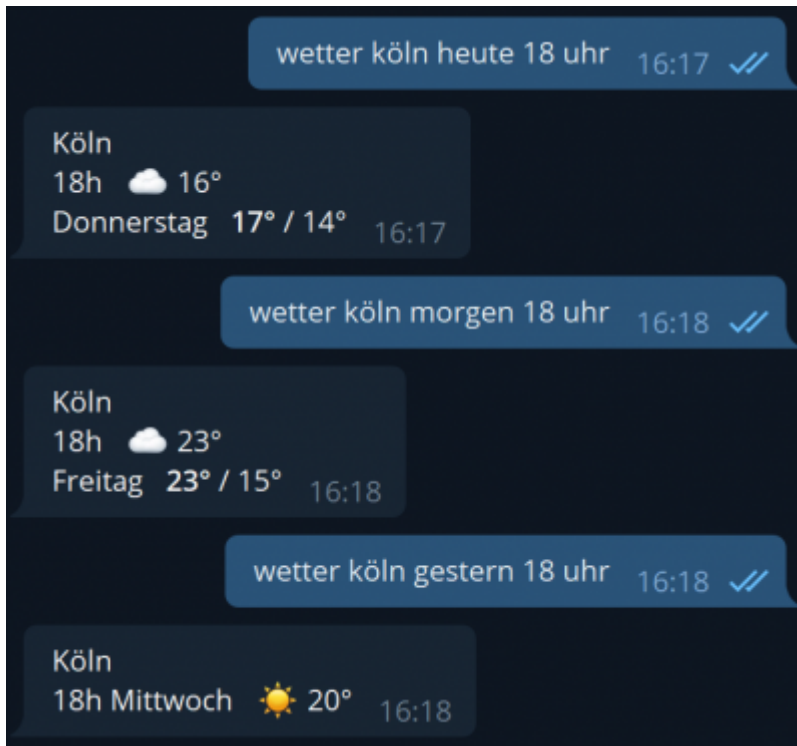 wetter köln heute 18 uhr 16:17
Köln
18h ☁️ 16°
Donnerstag 17° / 14° 16:17
wetter köln morgen 18 uhr 16:18
Köln
18h ☁️ 23°
Freitag 23° / 15° 16:18
wetter köln gestern 18 uhr 16:18
Köln
18h Mittwoch ☀️ 20° 16:18